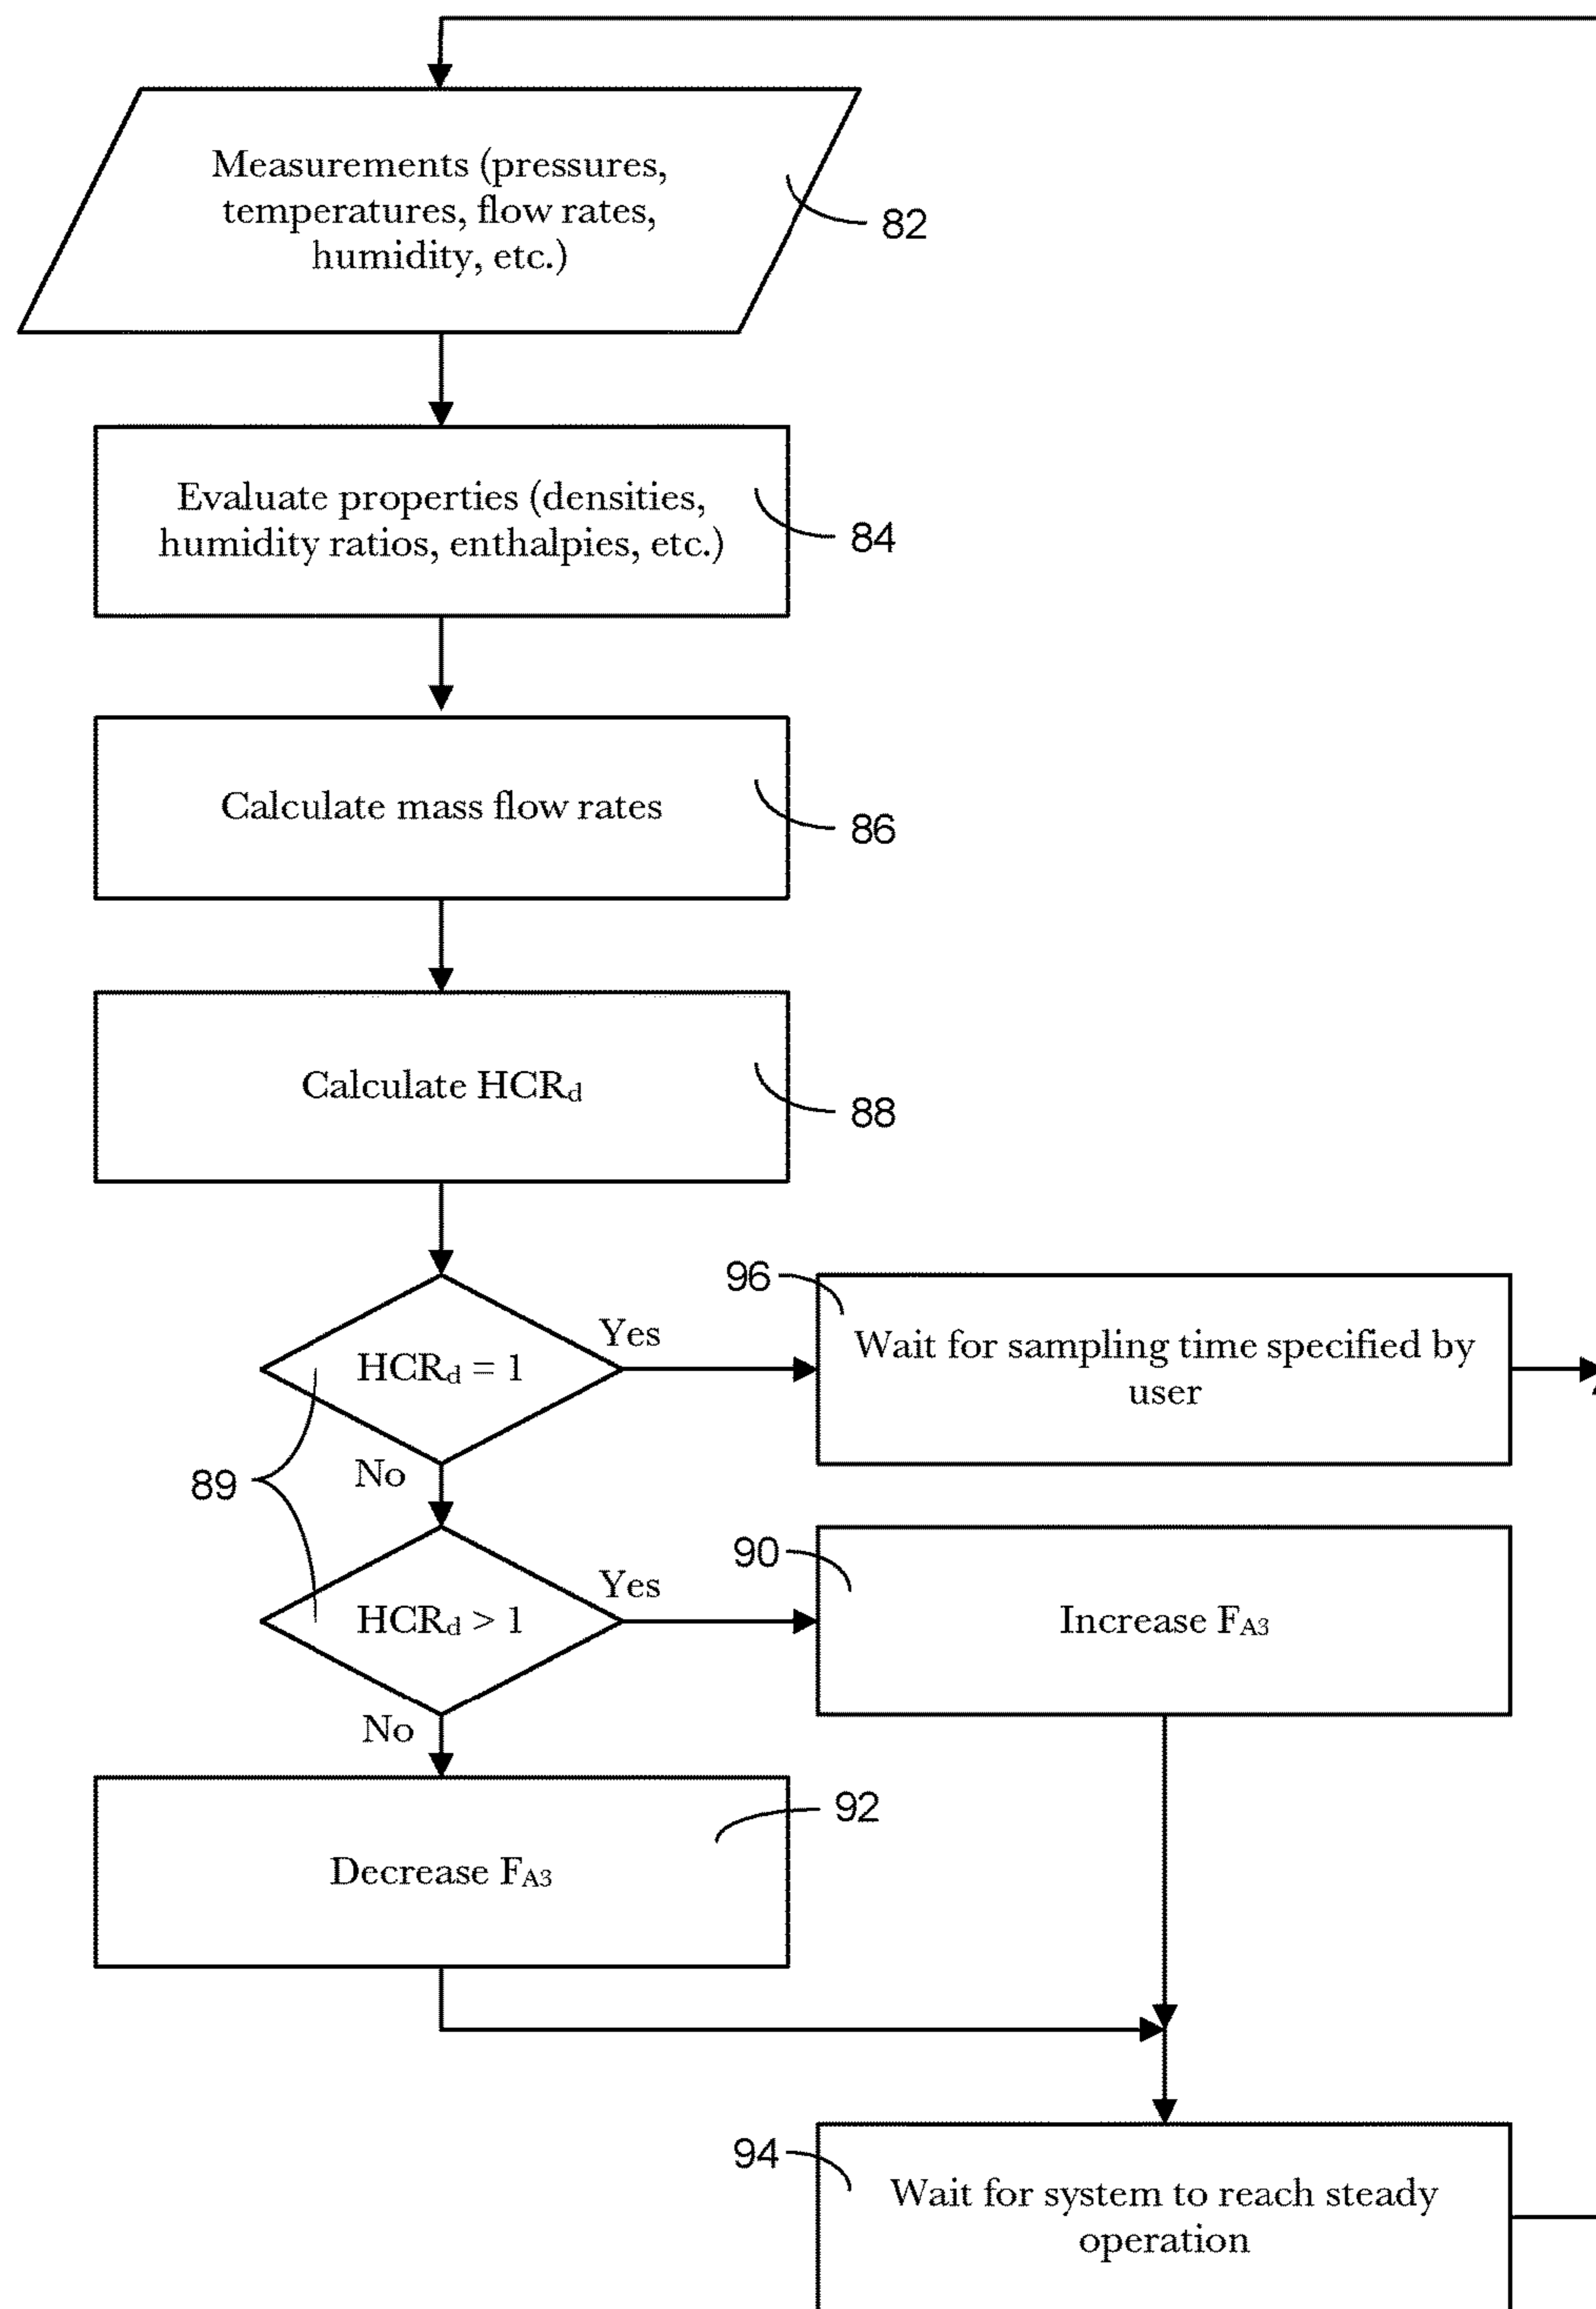 Measurements (pressures,
temperatures, flow rates,
humidity, etc.)
82
Evaluate properties (densities,
humidity ratios, enthalpies, etc.)
84
Calculate mass flow rates
86
Calculate HCRd
88
HCRd = 1
Yes
96
Wait for sampling time specified by
user
No
89
HCRd > 1
Yes
90
Increase FA3
No
Decrease FA3
92
94
Wait for system to reach steady
operation